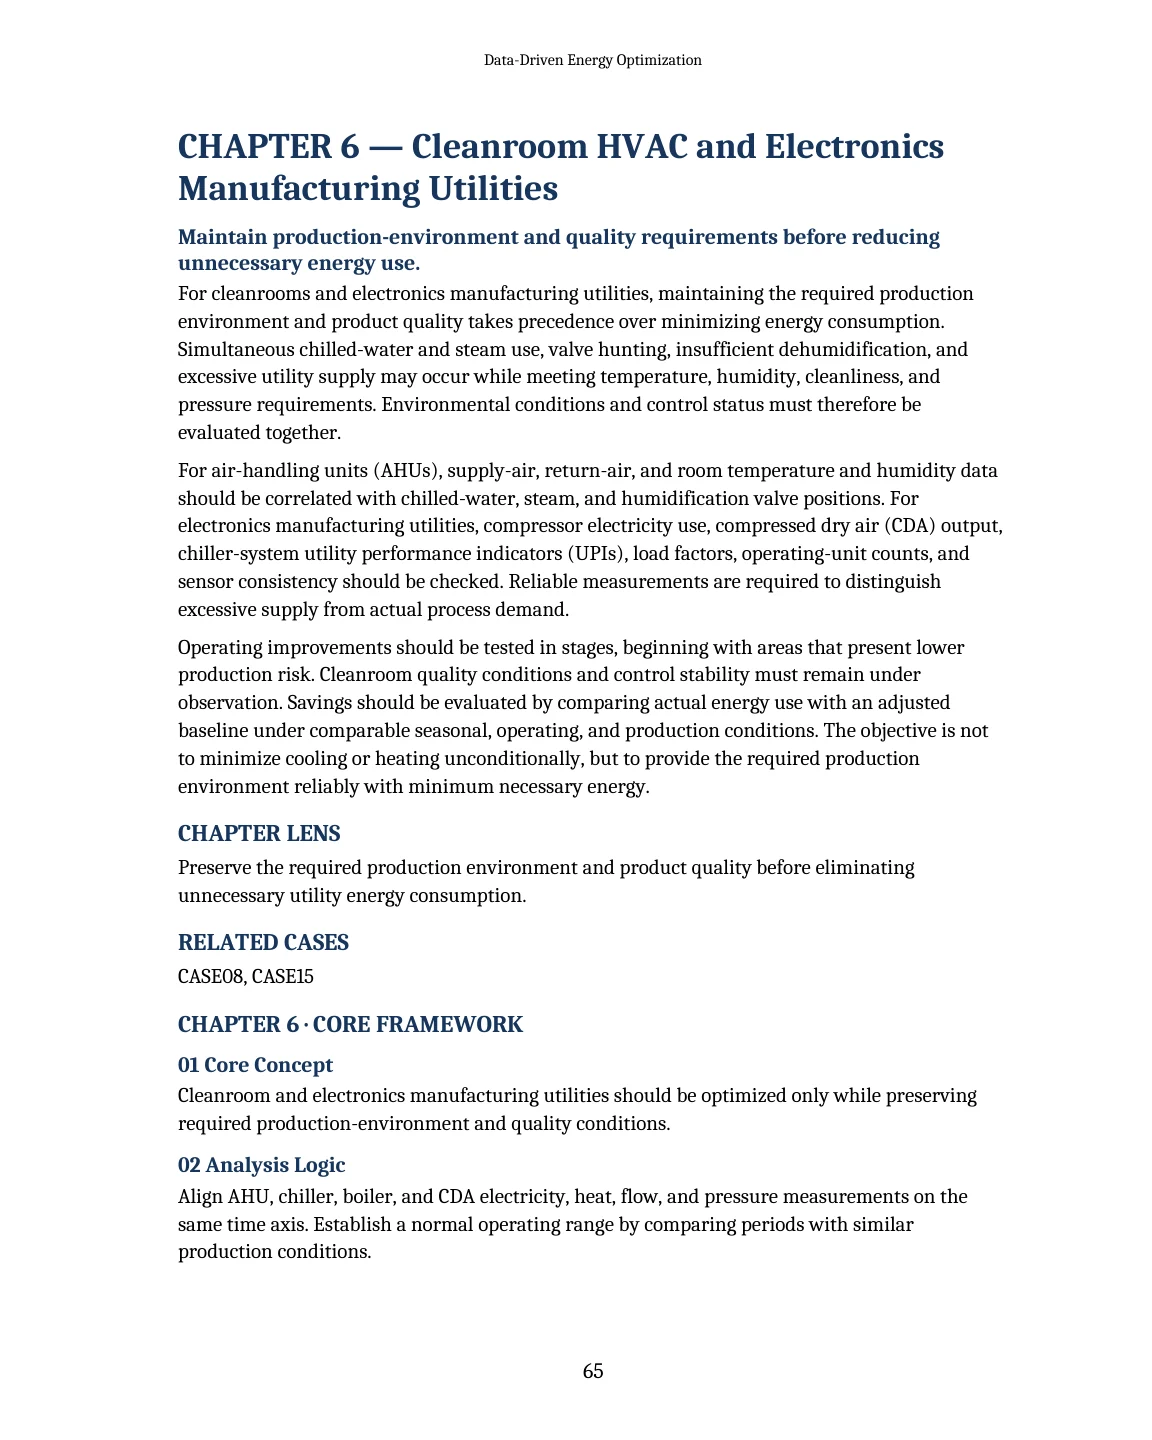 Data-Driven Energy Optimization
CHAPTER 6 — Cleanroom HVAC and Electronics
Manufacturing Utilities
Maintain production-environment and quality requirements before reducing
unnecessary energy use.
For cleanrooms and electronics manufacturing utilities, maintaining the required production
environment and product quality takes precedence over minimizing energy consumption.
Simultaneous chilled-water and steam use, valve hunting, insufficient dehumidification, and
excessive utility supply may occur while meeting temperature, humidity, cleanliness, and
pressure requirements. Environmental conditions and control status must therefore be
evaluated together.
For air-handling units (AHUs), supply-air, return-air, and room temperature and humidity data
should be correlated with chilled-water, steam, and humidification valve positions. For
electronics manufacturing utilities, compressor electricity use, compressed dry air (CDA) output,
chiller-system utility performance indicators (UPIs), load factors, operating-unit counts, and
sensor consistency should be checked. Reliable measurements are required to distinguish
excessive supply from actual process demand.
Operating improvements should be tested in stages, beginning with areas that present lower
production risk. Cleanroom quality conditions and control stability must remain under
observation. Savings should be evaluated by comparing actual energy use with an adjusted
baseline under comparable seasonal, operating, and production conditions. The objective is not
to minimize cooling or heating unconditionally, but to provide the required production
environment reliably with minimum necessary energy.
CHAPTER LENS
Preserve the required production environment and product quality before eliminating
unnecessary utility energy consumption.
RELATED CASES
CASE08, CASE15
CHAPTER 6 · CORE FRAMEWORK
01 Core Concept
Cleanroom and electronics manufacturing utilities should be optimized only while preserving
required production-environment and quality conditions.
02 Analysis Logic
Align AHU, chiller, boiler, and CDA electricity, heat, flow, and pressure measurements on the
same time axis. Establish a normal operating range by comparing periods with similar
production conditions.
65